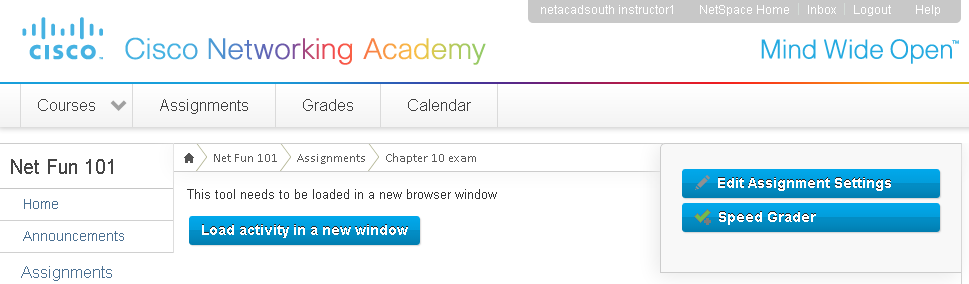 netacadsouth instructor1 NetSpace Home Inbox Logout Help
CISCO Cisco Networking Academy Mind Wide Open™
Courses Assignments Grades Calendar
Net Fun 101
Home
Announcements
Assignments
Net Fun 101 Assignments Chapter 10 exam
This tool needs to be loaded in a new browser window
Load activity in a new window
Edit Assignment Settings
Speed Grader